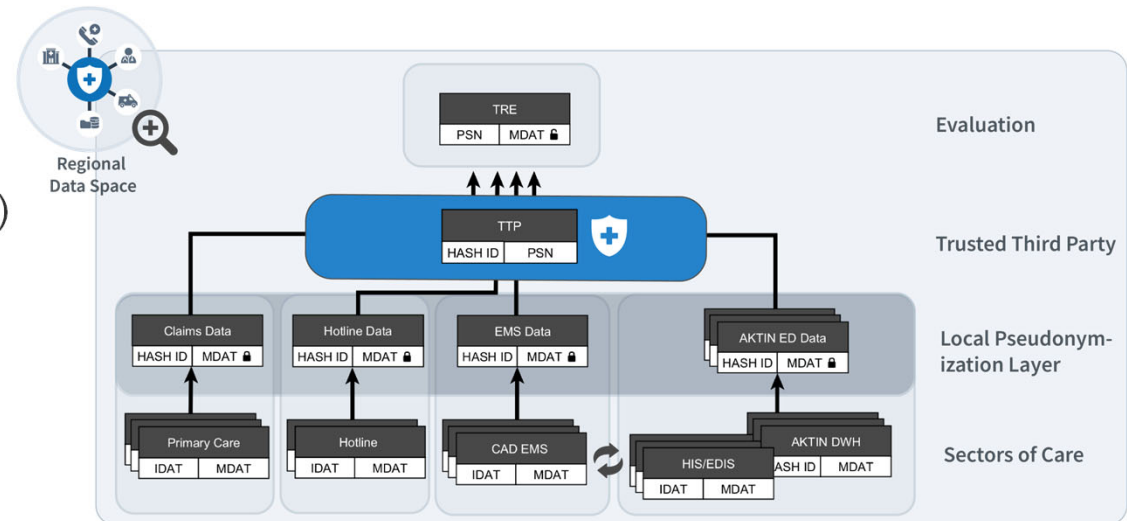 Regional
Data Space
TRE
PSN MDAT
Evaluation
TTP
HASH ID PSN
Trusted Third Party
Claims Data
HASH ID MDAT
Hotline Data
HASH ID MDAT
EMS Data
HASH ID MDAT
AKTIN ED Data
HASH ID MDAT
Local Pseudonym-
ization Layer
Primary Care
IDAT MDAT
Hotline
IDAT MDAT
CAD EMS
IDAT MDAT
HIS/EDIS
IDAT MDAT
AKTIN DWH
ASH ID MDAT
Sectors of Care